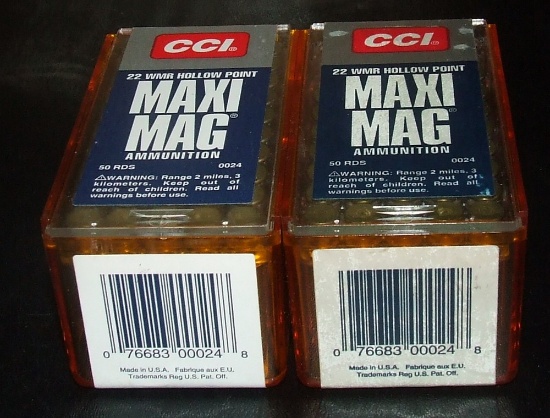 CCI®
22 WMR HOLLOW POINT
MAXI
MAG®
AMMUNITION
50 RDS 0024
⚠WARNING: Range 2 miles, 3
kilometers. Keep out of
reach of children. Read all
warnings before use.
0 76683 00024 8
Made in U.S.A. Fabrique aux E.U.
Trademarks Reg U.S. Pat. Off.
CCI®
22 WMR HOLLOW POINT
MAXI
MAG®
AMMUNITION
50 RDS 0024
⚠WARNING: Range 2 miles, 3
kilometers. Keep out of
reach of children. Read all
warnings before use.
0 76683 00024 8
Made in U.S.A. Fabrique aux E.U.
Trademarks Reg U.S. Pat. Off.